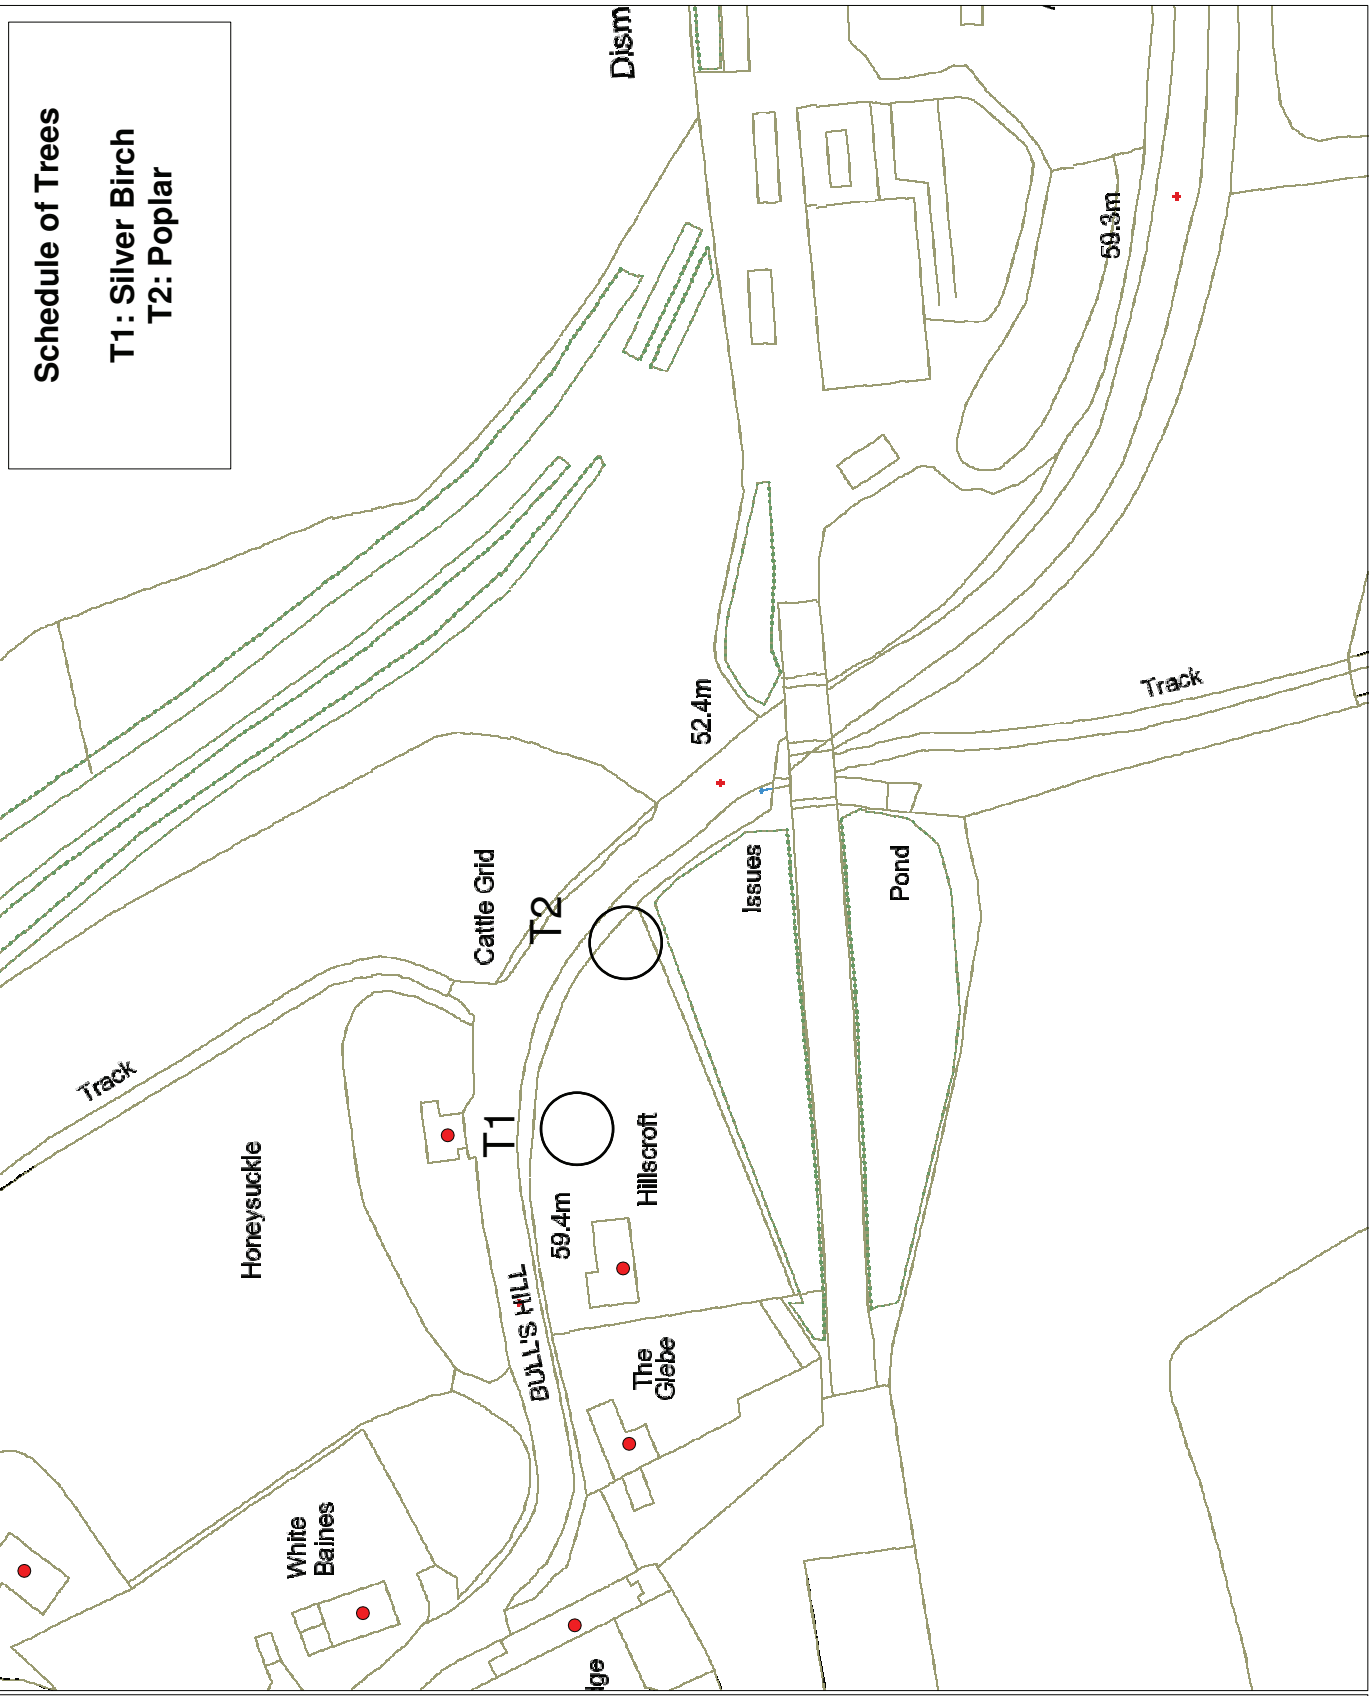 Schedule of Trees
T1: Silver Birch
T2: Poplar
Dism
59.3m
Track
52.4m
Cattle Grid
T2
Issues
Pond
Track
Honeysuckle
T1
59.4m
Hillscroft
BULL'S HILL
The
Glebe
White
Baines
lge